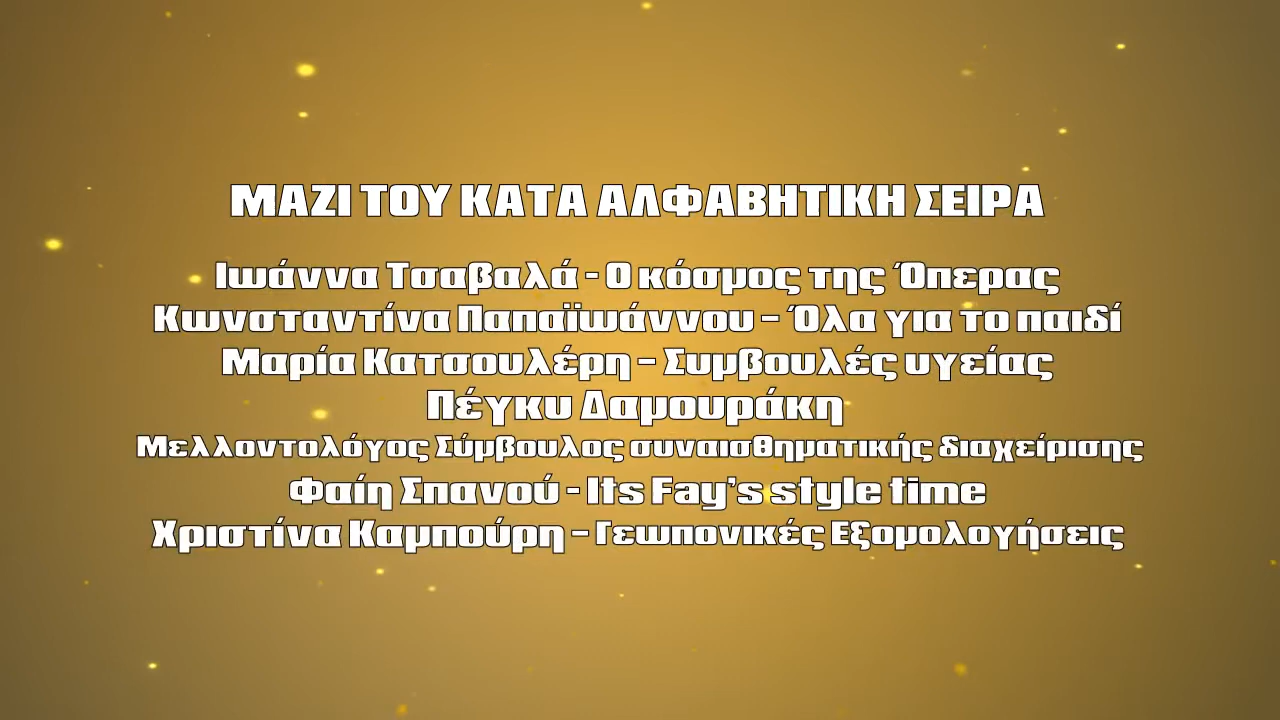 ΜΑΖΙ ΤΟΥ ΚΑΤΑ ΑΛΦΑΒΗΤΙΚΗ ΣΕΙΡΑ
Ιωάννα Τσαβαλά - Ο κόσμος της Όπερας
Κωνσταντίνα Παπαϊωάννου – Όλα για το παιδί
Μαρία Κατσουλέρη – Συμβουλές υγείας
Πέγκυ Δαμουράκη
Μελλοντολόγος Σύμβουλος συναισθηματικής διαχείρισης
Φαίη Σπανού - Its Fay’s style time
Χριστίνα Καμπούρη – Γεωπονικές Εξομολογήσεις